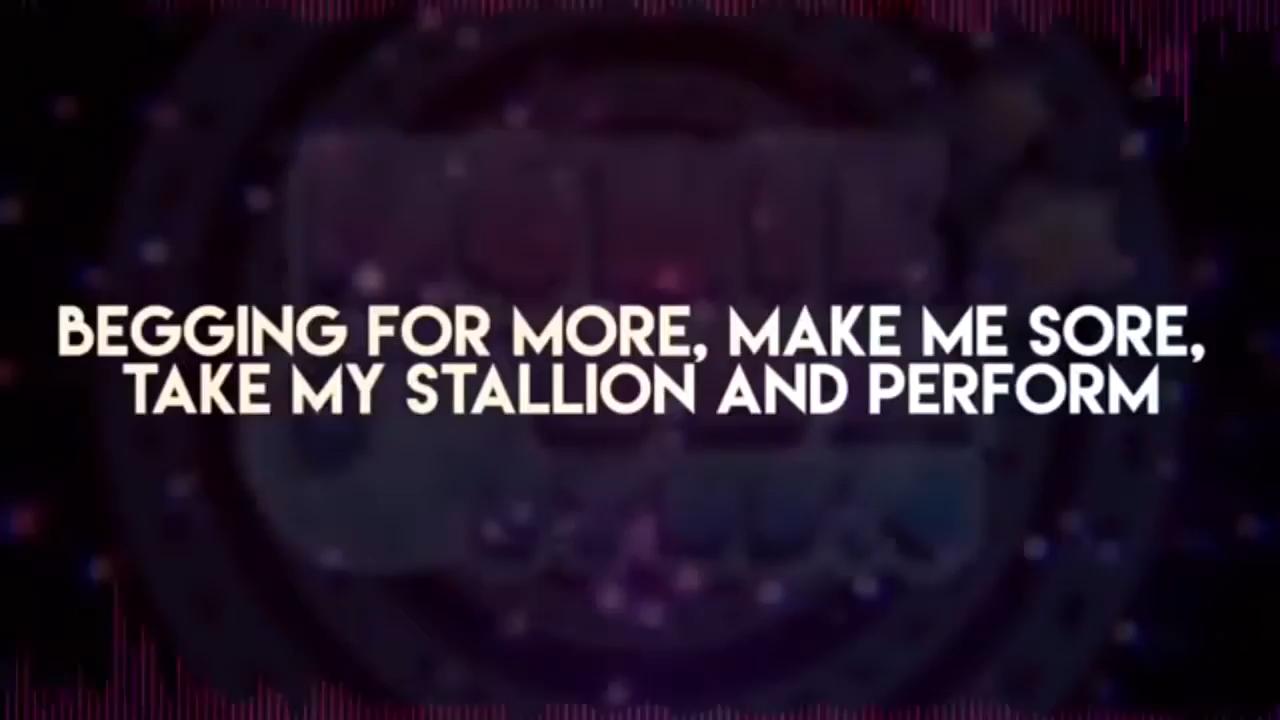 BEGGING FOR MORE, MAKE ME SORE,
TAKE MY STALLION AND PERFORM